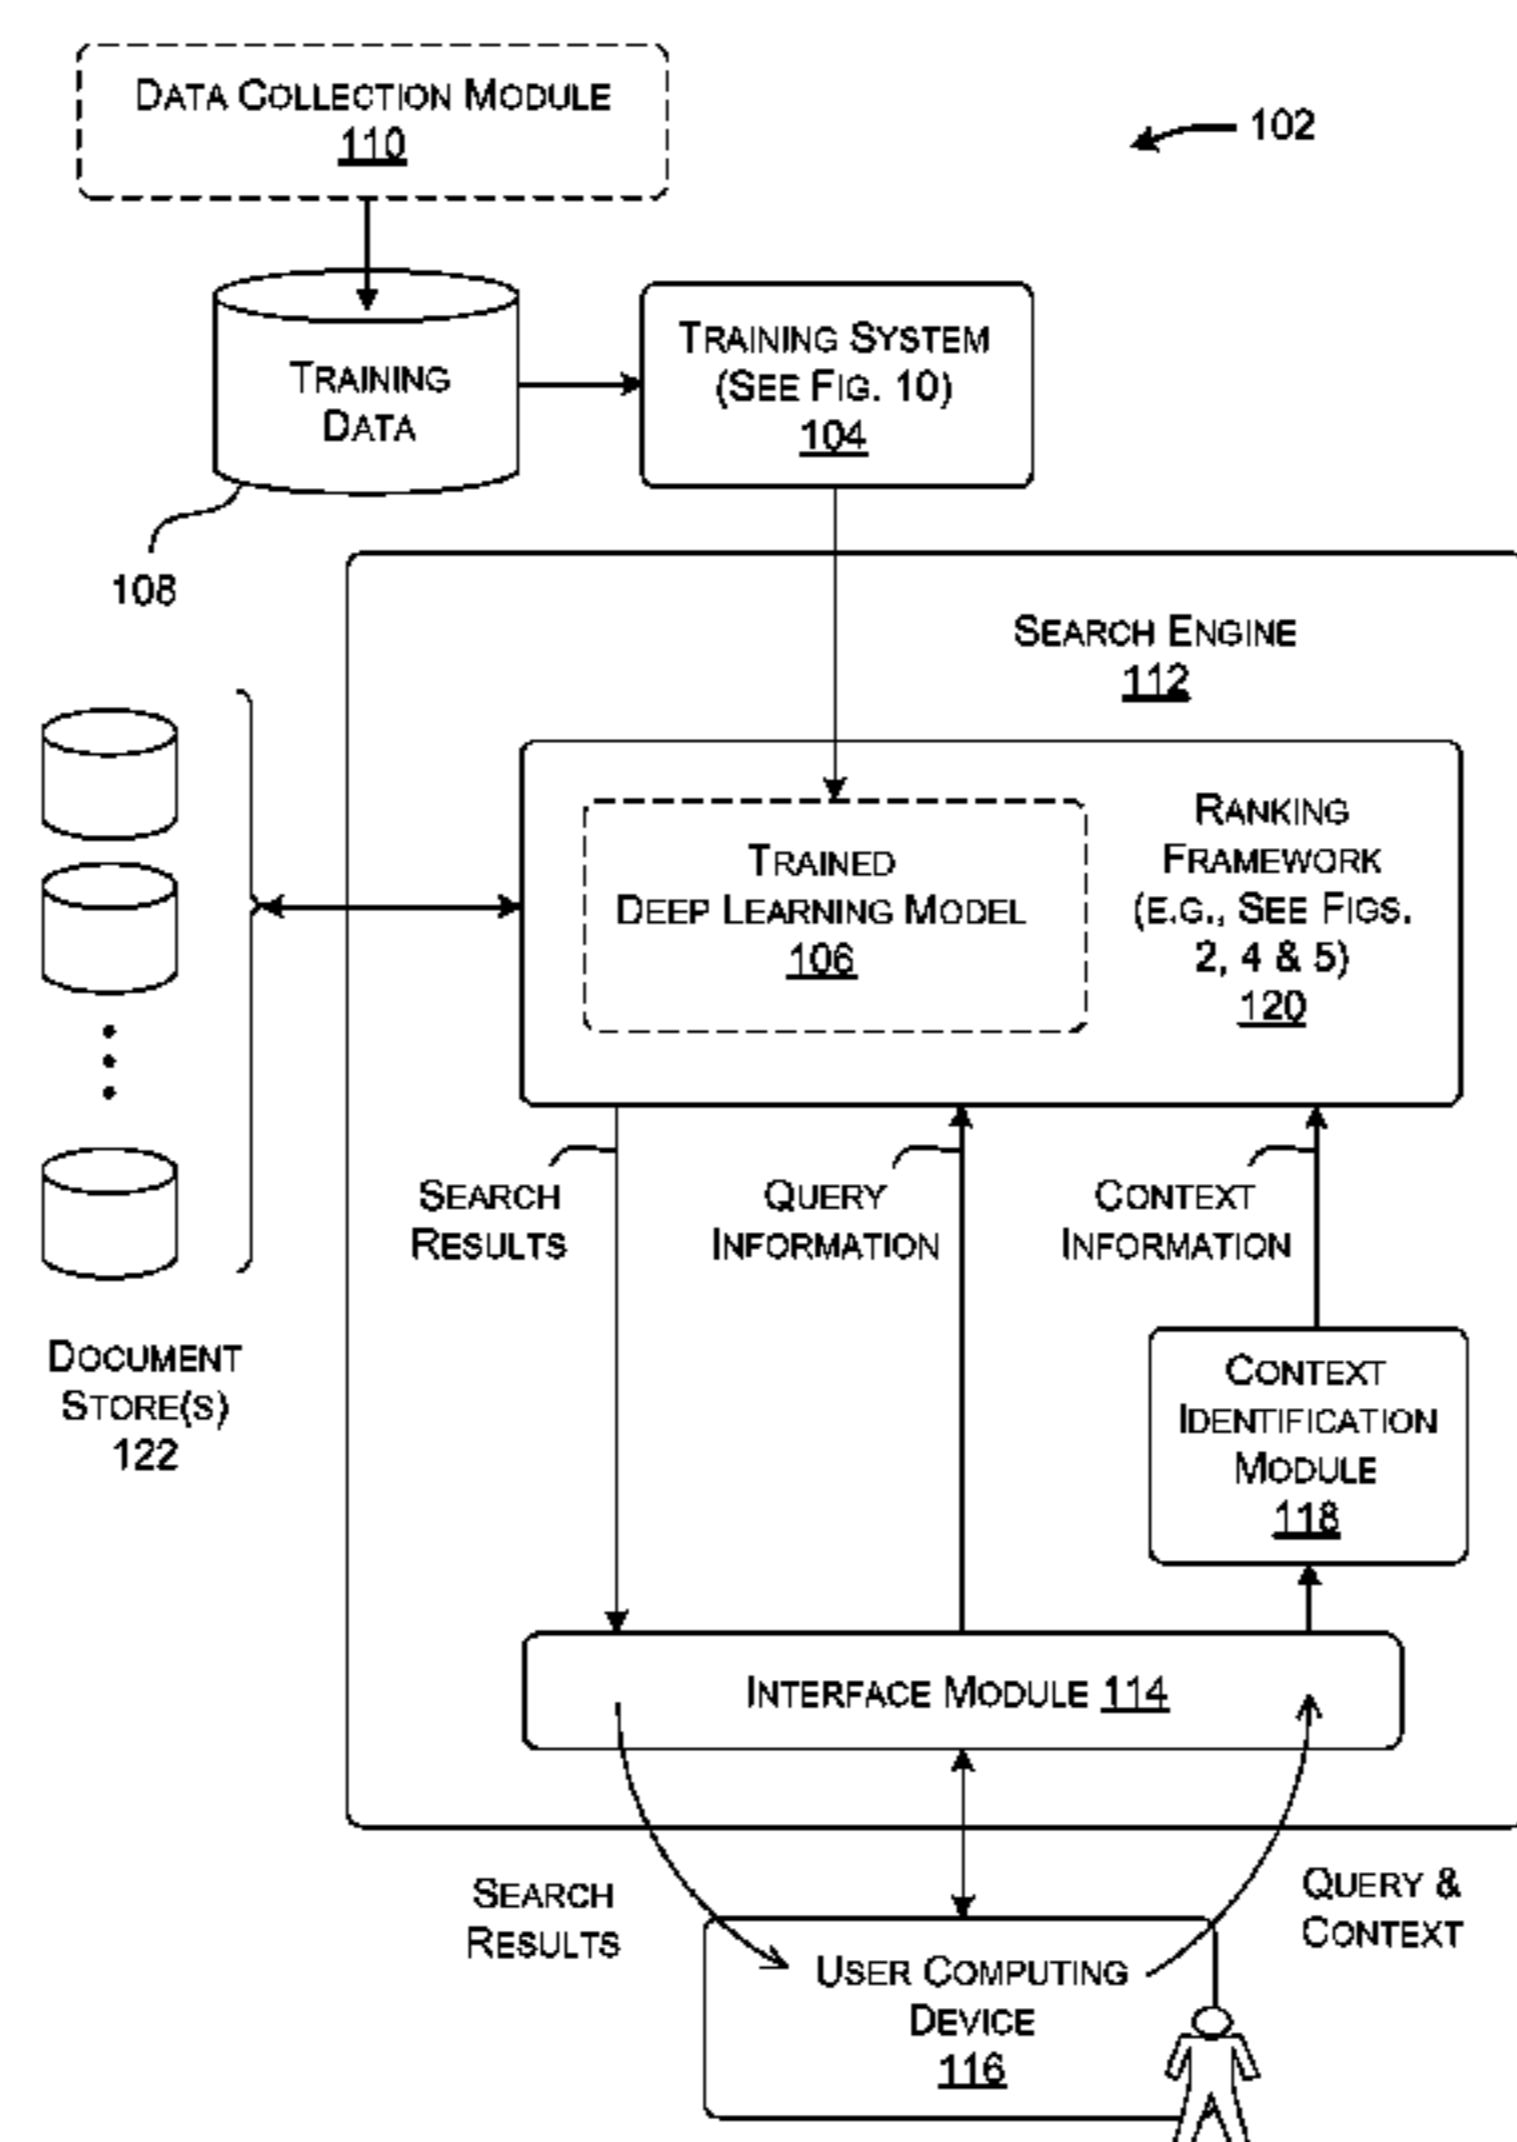 DATA COLLECTION MODULE
110
102
TRAINING
DATA
TRAINING SYSTEM
(SEE FIG. 10)
104
108
SEARCH ENGINE
112
TRAINED
DEEP LEARNING MODEL
106
RANKING
FRAMEWORK
(E.G., SEE FIGS.
2, 4 & 5)
120
SEARCH
RESULTS
QUERY
INFORMATION
CONTEXT
INFORMATION
DOCUMENT
STORE(S)
122
CONTEXT
IDENTIFICATION
MODULE
118
INTERFACE MODULE 114
SEARCH
RESULTS
QUERY &
CONTEXT
USER COMPUTING
DEVICE
116